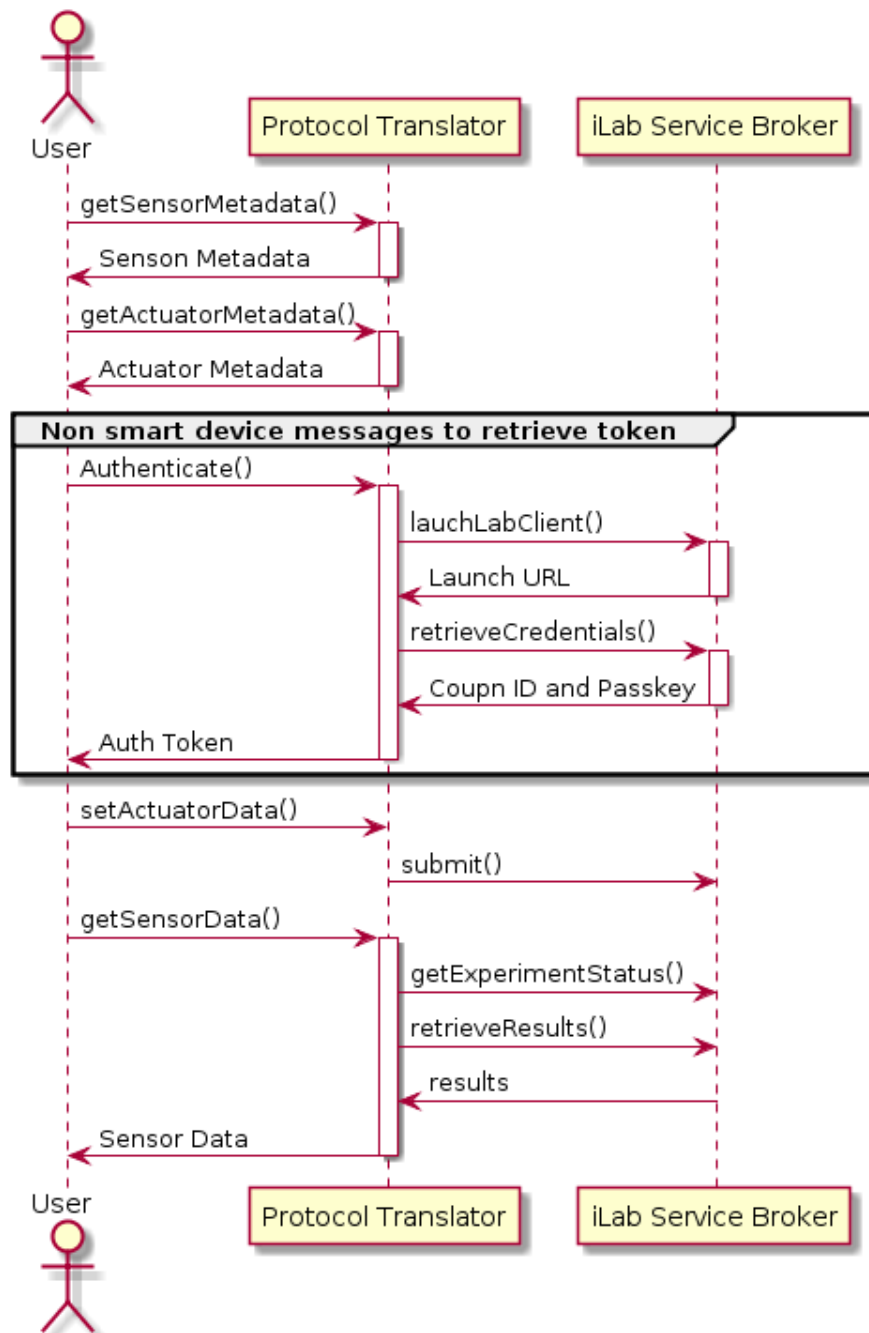 User
Protocol Translator
iLab Service Broker
getSensorMetadata()
Senson Metadata
getActuatorMetadata()
Actuator Metadata
Non smart device messages to retrieve token
Authenticate()
lauchLabClient()
Launch URL
retrieveCredentials()
Coupn ID and Passkey
Auth Token
setActuatorData()
submit()
getSensorData()
getExperimentStatus()
retrieveResults()
results
Sensor Data
User
Protocol Translator
iLab Service Broker